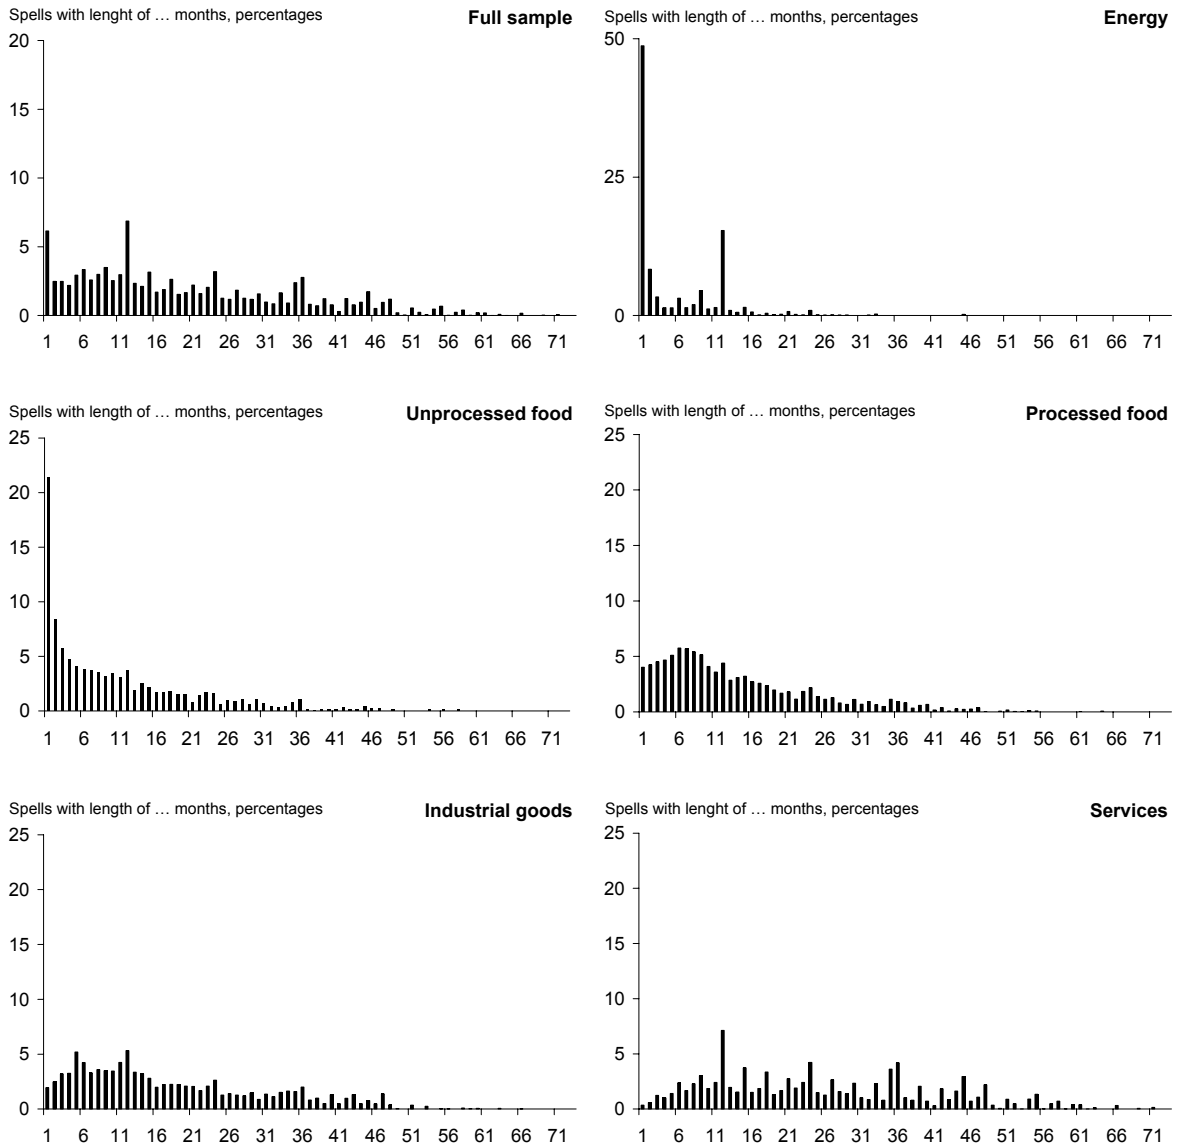 Spells with lenght of … months, percentages Full sample
20
15
10
5
0
1 6 11 16 21 26 31 36 41 46 51 56 61 66 71
Spells with lenght of … months, percentages Energy
50
25
0
1 6 11 16 21 26 31 36 41 46 51 56 61 66 71
Spells with length of … months, percentages Unprocessed food
25
20
15
10
5
0
1 6 11 16 21 26 31 36 41 46 51 56 61 66 71
Spells with length of … months, percentages Processed food
25
20
15
10
5
0
1 6 11 16 21 26 31 36 41 46 51 56 61 66 71
Spells with length of … months, percentages Industrial goods
25
20
15
10
5
0
1 6 11 16 21 26 31 36 41 46 51 56 61 66 71
Spells with lenght of … months, percentages Services
25
20
15
10
5
0
1 6 11 16 21 26 31 36 41 46 51 56 61 66 71